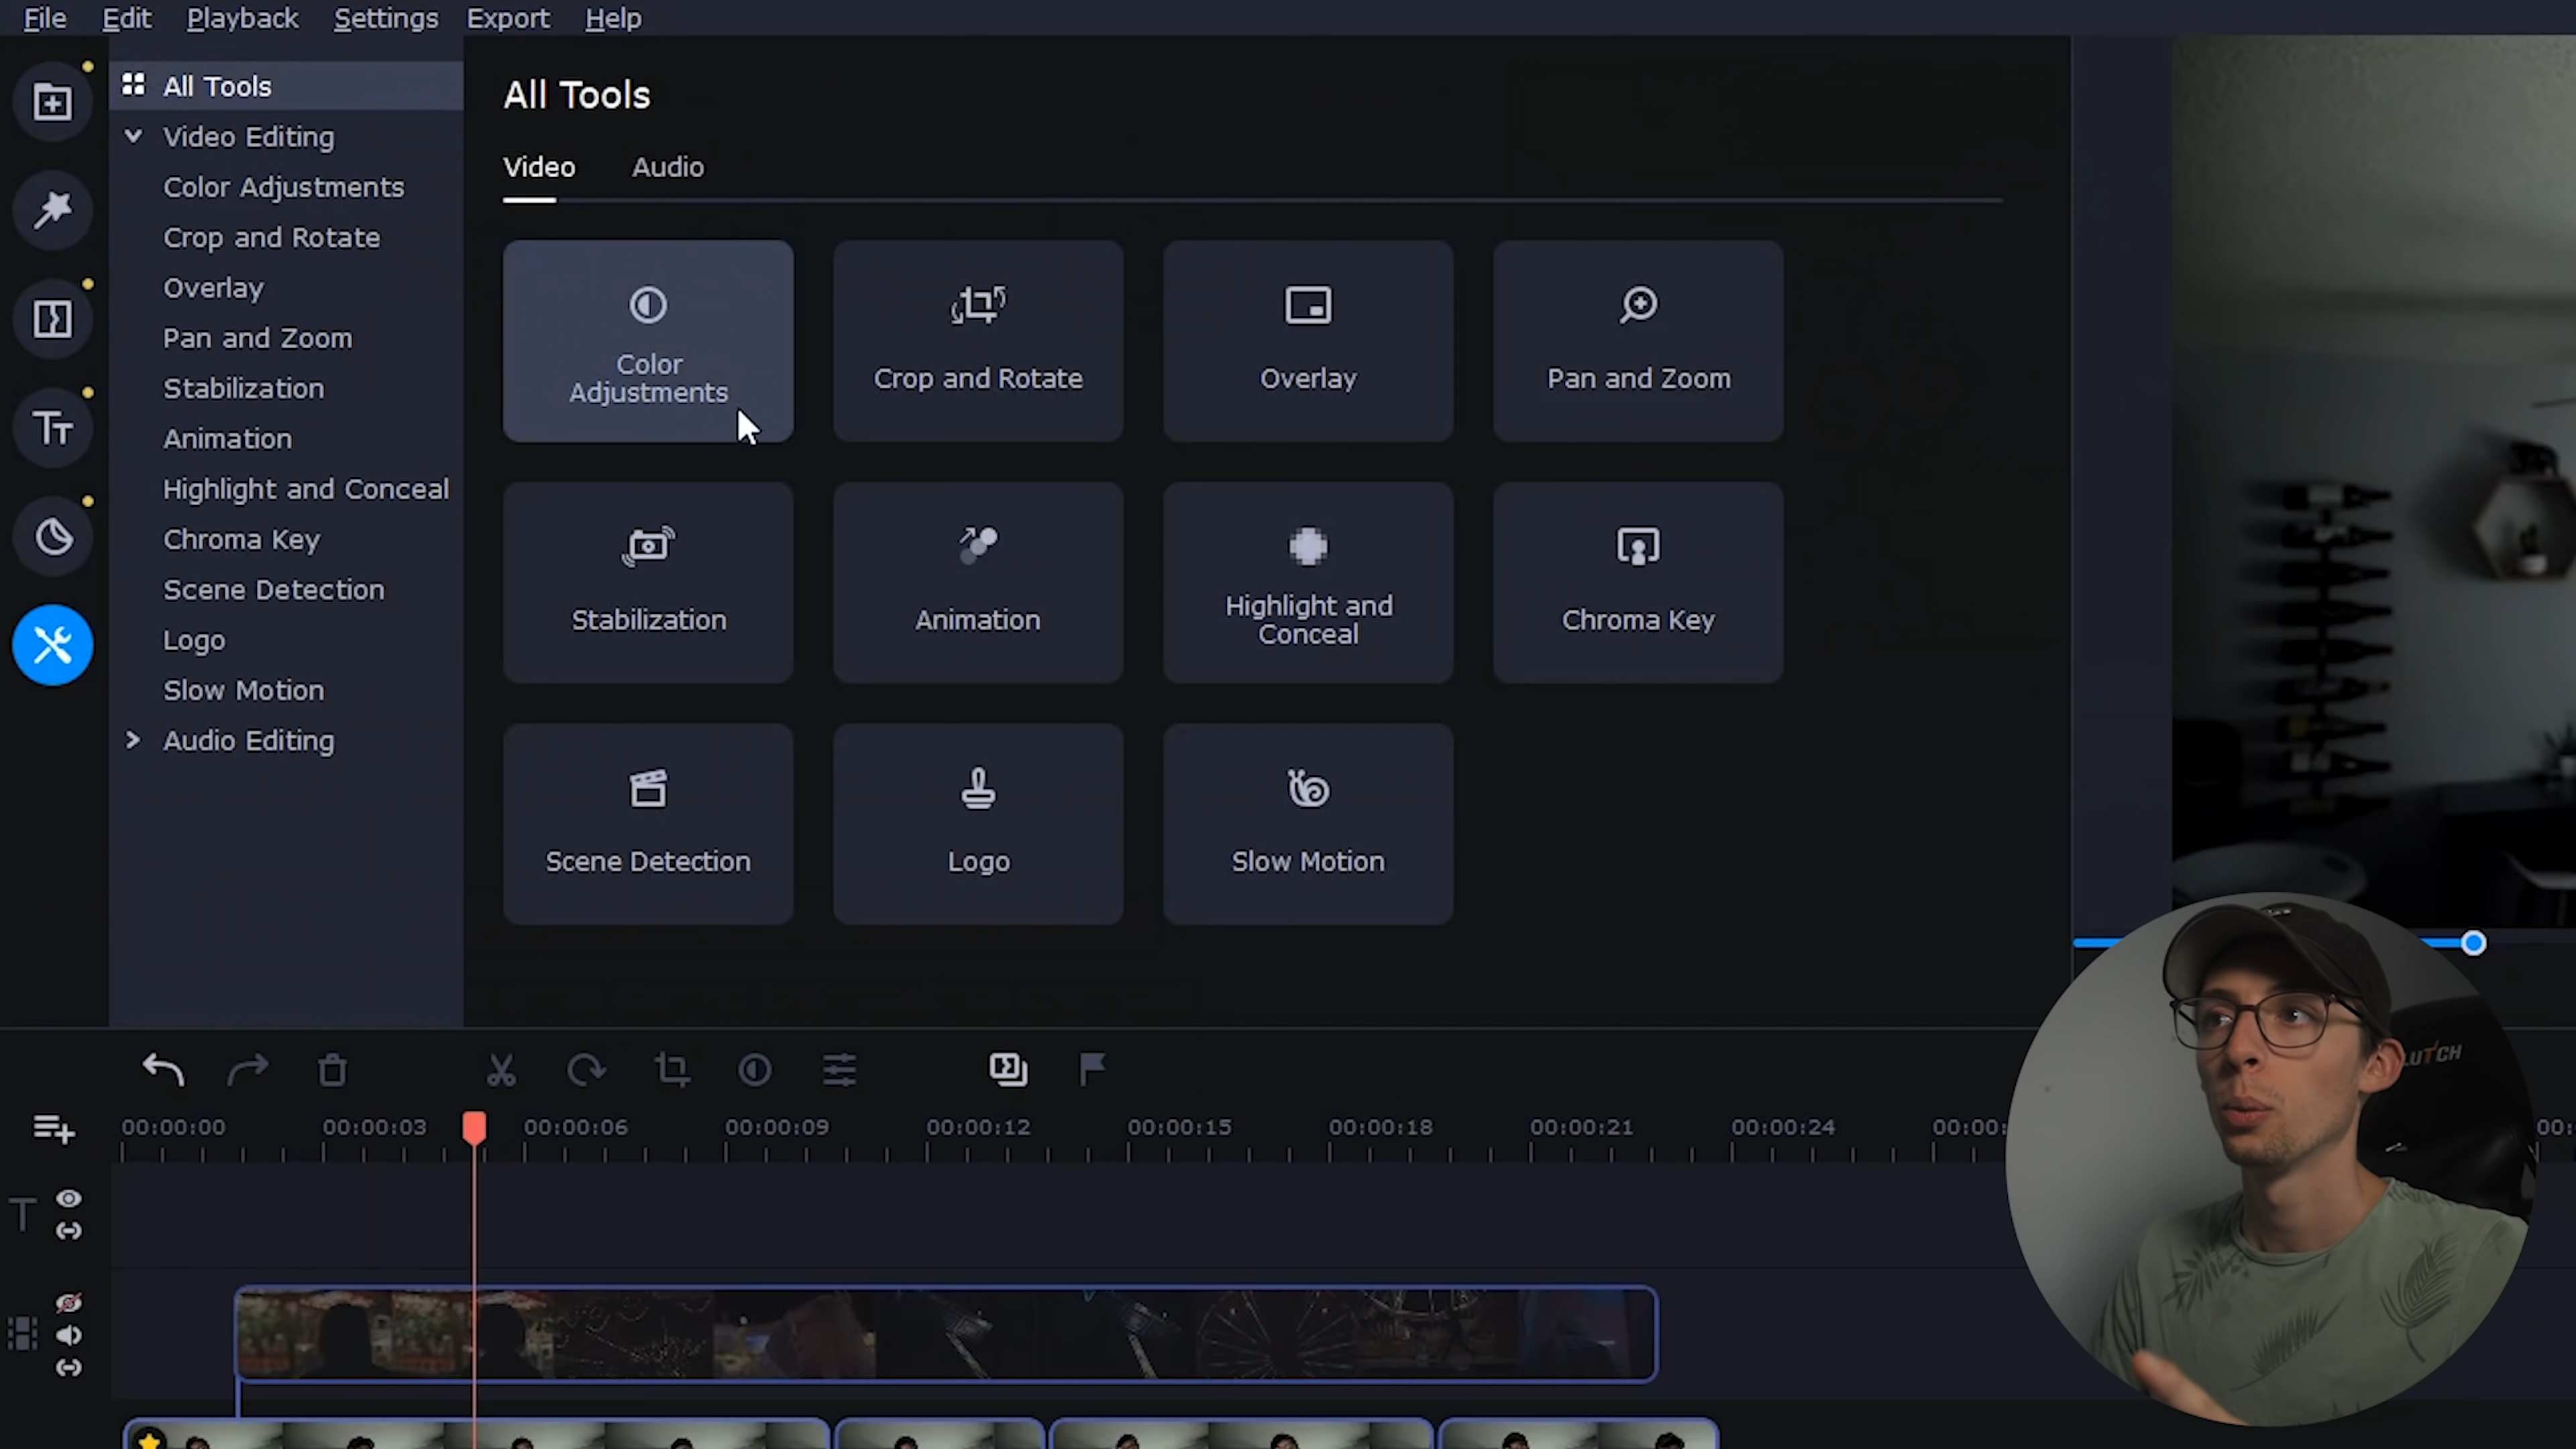 File Edit Playback Settings Export Help
All Tools
Video Editing
Color Adjustments
Crop and Rotate
Overlay
Pan and Zoom
Stabilization
Animation
Highlight and Conceal
Chroma Key
Scene Detection
Logo
Slow Motion
Audio Editing
All Tools
Video Audio
Color
Adjustments
Crop and Rotate
Overlay
Pan and Zoom
Stabilization
Animation
Highlight and
Conceal
Chroma Key
Scene Detection
Logo
Slow Motion
00:00:00 00:00:03 00:00:06 00:00:09 00:00:12 00:00:15 00:00:18 00:00:21 00:00:24 00:00: 00: